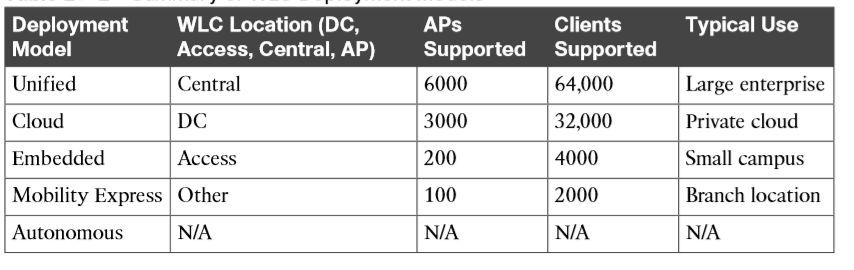 Deployment Model WLC Location (DC, Access, Central, AP) APs Supported Clients Supported Typical Use
Unified Central 6000 64,000 Large enterprise
Cloud DC 3000 32,000 Private cloud
Embedded Access 200 4000 Small campus
Mobility Express Other 100 2000 Branch location
Autonomous N/A N/A N/A N/A